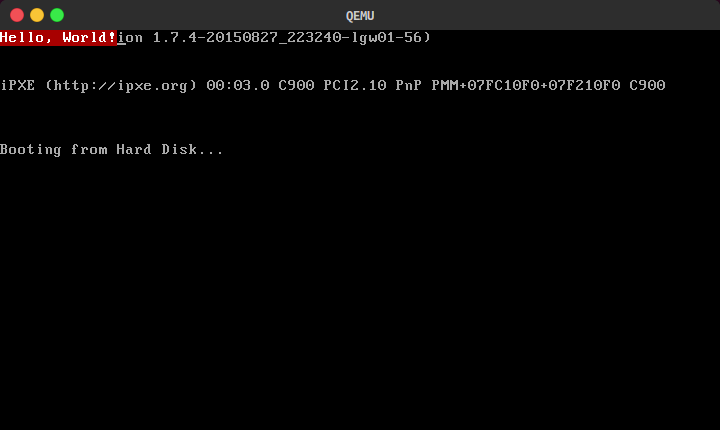 QEMU
Hello, World!ion 1.7.4-20150827_223240-lgw01-56)
iPXE (http://ipxe.org) 00:03.0 C900 PCI2.10 PnP PMM+07FC10F0+07F210F0 C900
Booting from Hard Disk...